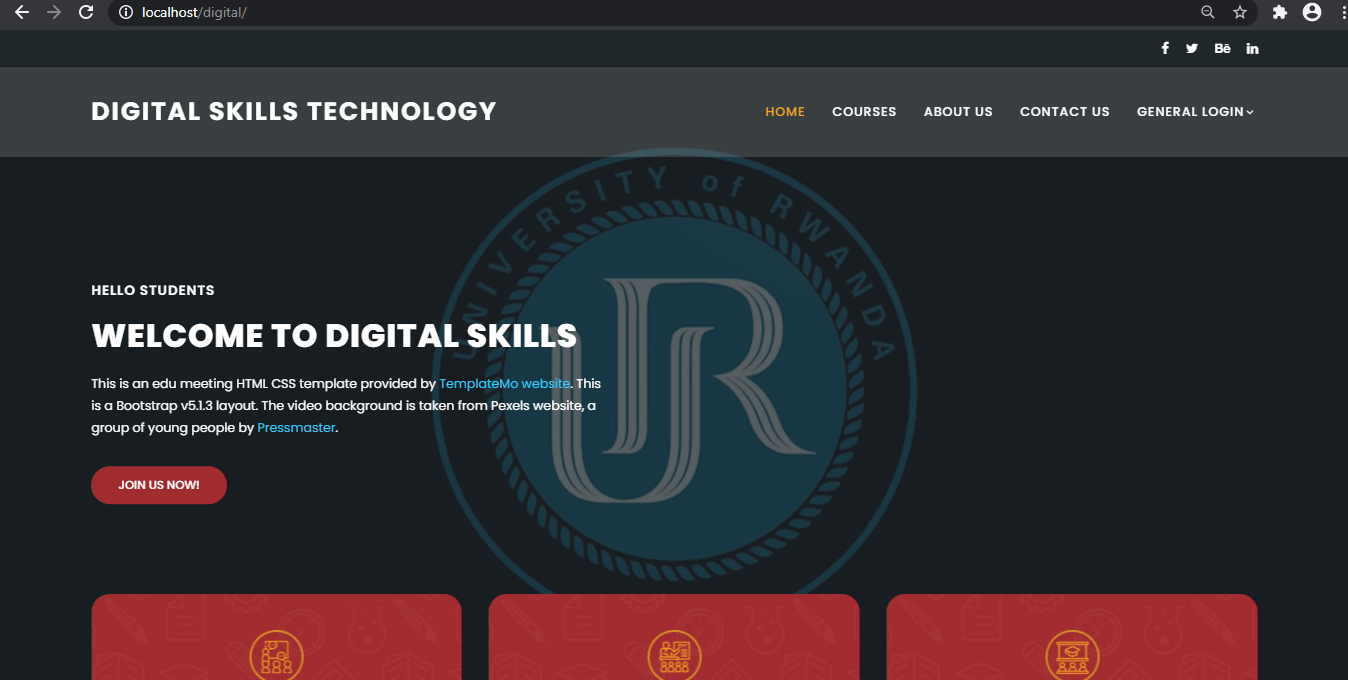 localhost/digital/
Bē
DIGITAL SKILLS TECHNOLOGY
HOME COURSES ABOUT US CONTACT US GENERAL LOGIN
UNIVERSITY of RWANDA
UR
HELLO STUDENTS
WELCOME TO DIGITAL SKILLS
This is an edu meeting HTML CSS template provided by TemplateMo website. This
is a Bootstrap v5.1.3 layout. The video background is taken from Pexels website, a
group of young people by Pressmaster.
JOIN US NOW!